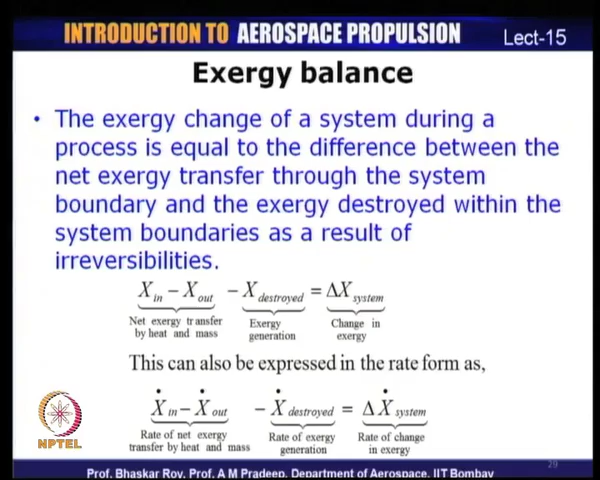 INTRODUCTION TO AEROSPACE PROPULSION
Lect-15
Exergy balance
• The exergy change of a system during a
process is equal to the difference between the
net exergy transfer through the system
boundary and the exergy destroyed within the
system boundaries as a result of
irreversibilities.
X_in − X_out − X_destroyed = ΔX_system
Net exergy transfer by heat and mass
Exergy generation
Change in exergy
This can also be expressed in the rate form as,
Ẋ_in − Ẋ_out − Ẋ_destroyed = ΔẊ_system
Rate of net exergy transfer by heat and mass
Rate of exergy generation
Rate of change in exergy
NPTEL
Prof. Bhaskar Roy, Prof. A M Pradeep, Department of Aerospace, IIT Bombay
29